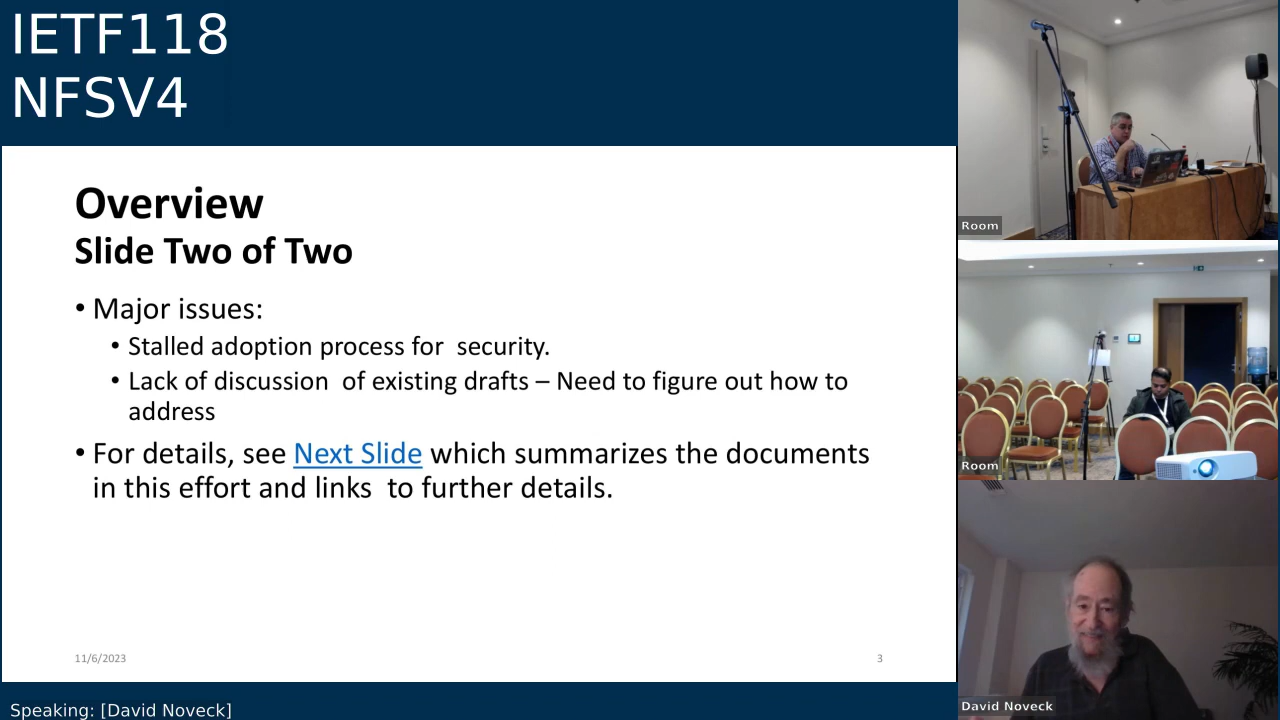 IETF118
NFSV4
Overview
Slide Two of Two
• Major issues:
• Stalled adoption process for  security.
• Lack of discussion  of existing drafts – Need to figure out how to
address
• For details, see Next Slide which summarizes the documents
in this effort and links  to further details.
11/6/2023
3
Speaking: [David Noveck]
Room
Room
David Noveck